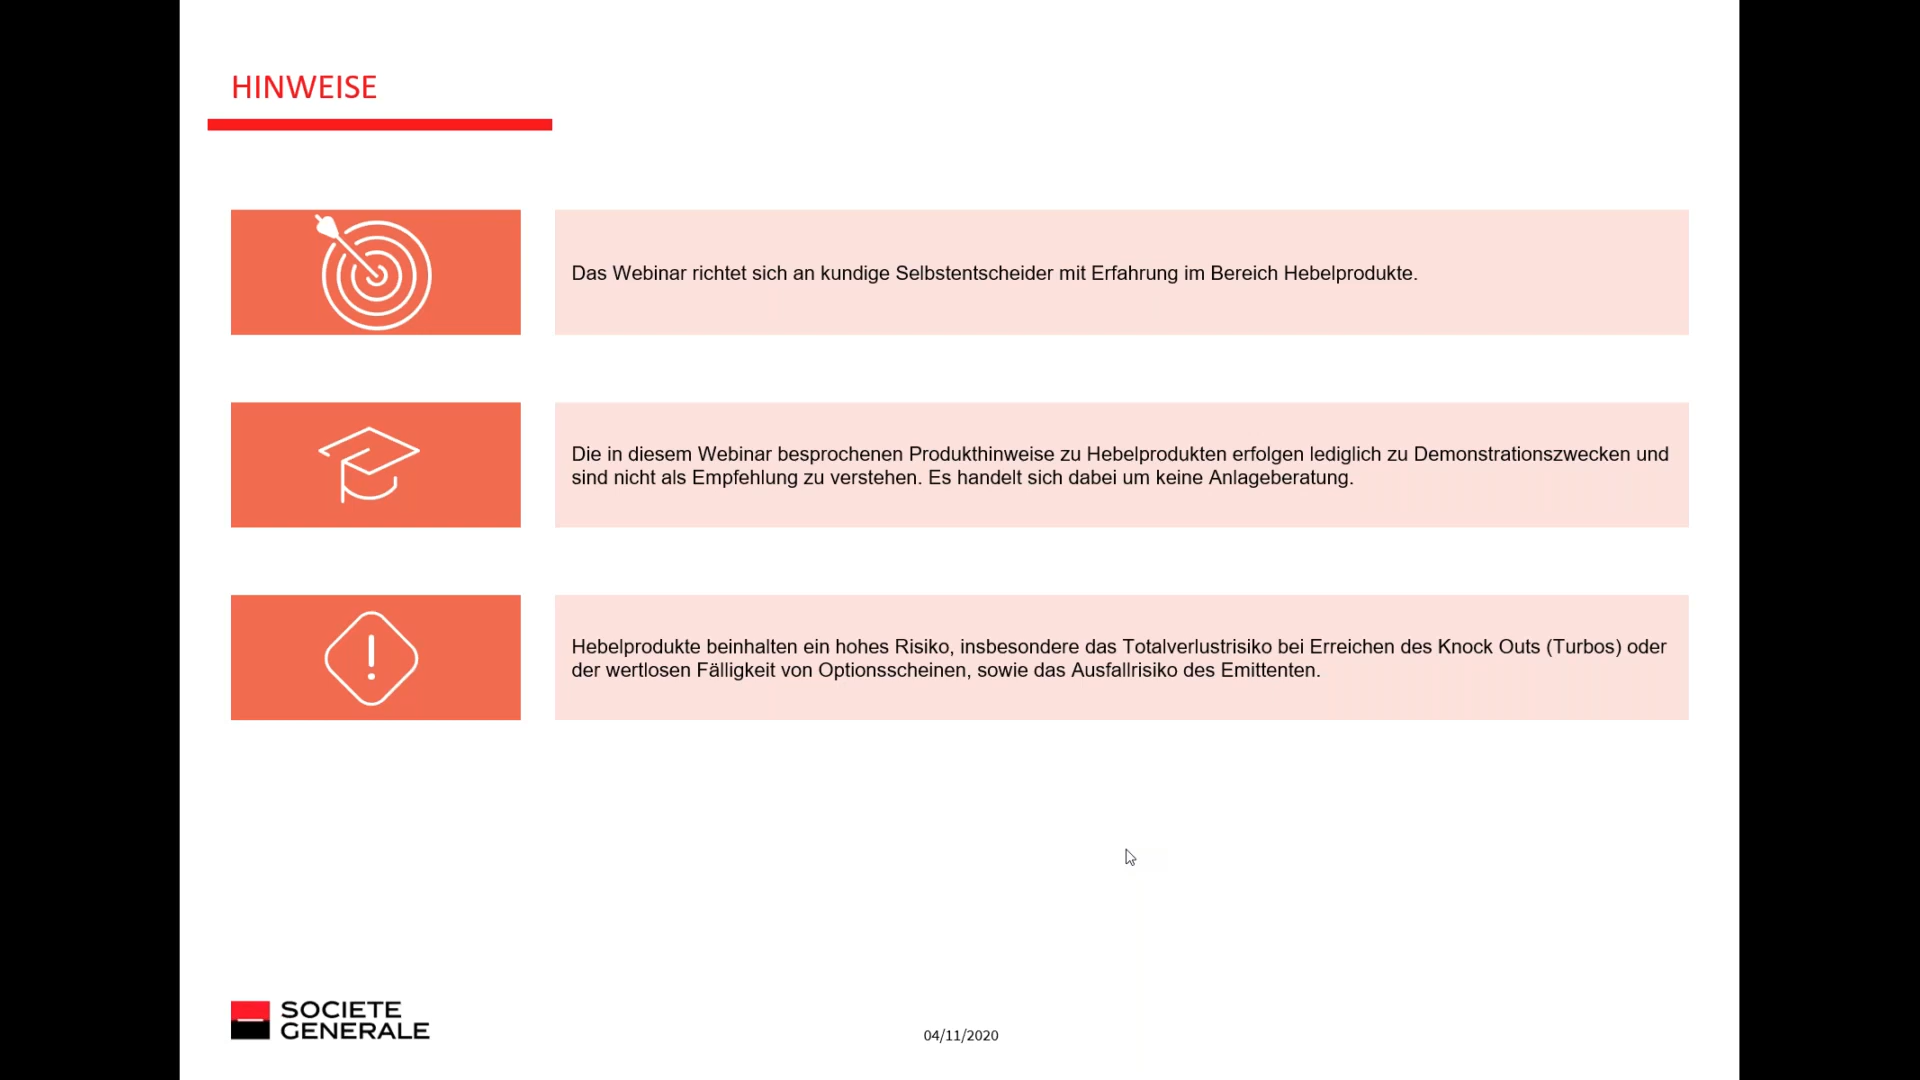 HINWEISE
Das Webinar richtet sich an kundige Selbstentscheider mit Erfahrung im Bereich Hebelprodukte.
Die in diesem Webinar besprochenen Produkthinweise zu Hebelprodukten erfolgen lediglich zu Demonstrationszwecken und
sind nicht als Empfehlung zu verstehen. Es handelt sich dabei um keine Anlageberatung.
Hebelprodukte beinhalten ein hohes Risiko, insbesondere das Totalverlustrisiko bei Erreichen des Knock Outs (Turbos) oder
der wertlosen Fälligkeit von Optionsscheinen, sowie das Ausfallrisiko des Emittenten.
SOCIETE
GENERALE
04/11/2020